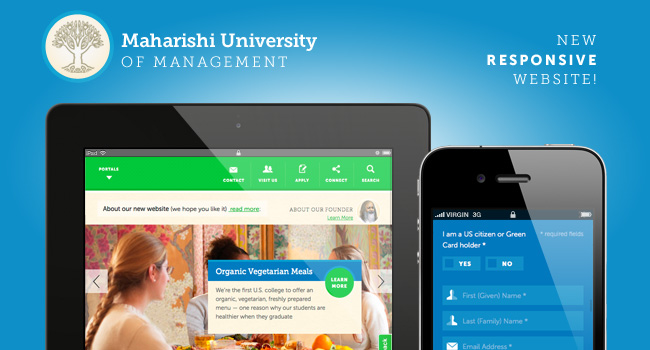 Maharishi University
OF MANAGEMENT
NEW
RESPONSIVE
WEBSITE!
iPad
PORTALS
CONTACT
VISIT US
APPLY
CONNECT
SEARCH
About our new website (we hope you like it) read more:
ABOUT OUR FOUNDER
Learn More
Organic Vegetarian Meals
We're the first U.S. college to offer an
organic, vegetarian, freshly prepared
menu — one reason why our students are
healthier when they graduate
LEARN
MORE
VIRGIN 3G
I am a US citizen or Green
Card holder *
* required fields
YES
NO
First (Given) Name *
Last (Family) Name *
Email Address *